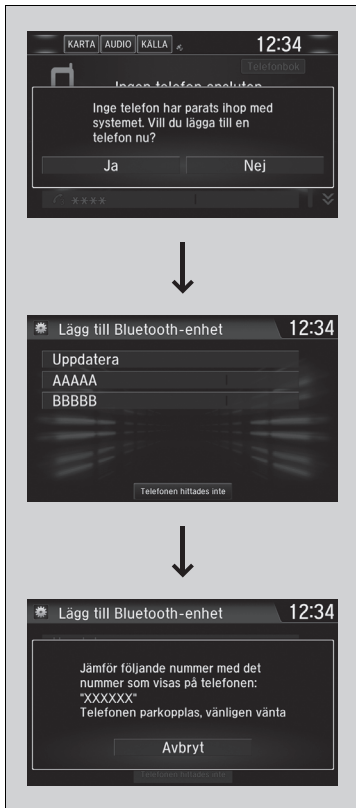 KARTA AUDIO KÄLLA 12:34
Telefonbok
Ingen telefon ansluten
Inge telefon har parats ihop med
systemet. Vill du lägga till en
telefon nu?
Ja Nej
****
Lägg till Bluetooth-enhet 12:34
Uppdatera
AAAAA
BBBBB
Telefonen hittades inte
Lägg till Bluetooth-enhet 12:34
Jämför följande nummer med det
nummer som visas på telefonen:
"XXXXXX"
Telefonen parkopplas, vänligen vänta
Avbryt
Telefonen hittades inte